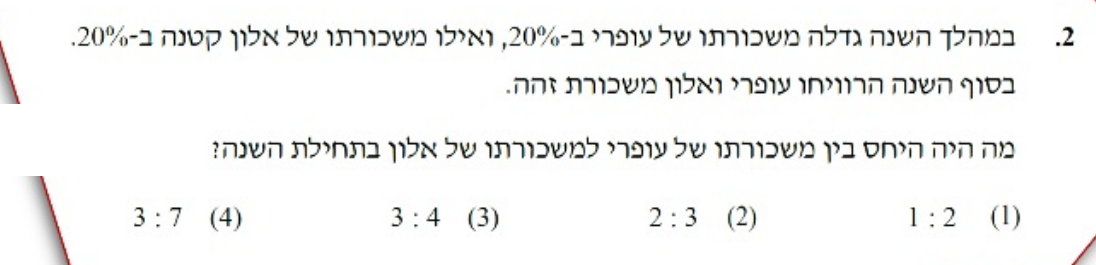 2. במהלך השנה גדלה משכורתו של עופרי ב-20%, ואילו משכורתו של אלון קטנה ב-20%.
בסוף השנה הרוויחו עופרי ואלון משכורת זהה.
מה היה היחס בין משכורתו של עופרי למשכורתו של אלון בתחילת השנה?
(1) 1 : 2 (2) 2 : 3 (3) 3 : 4 (4) 3 : 7